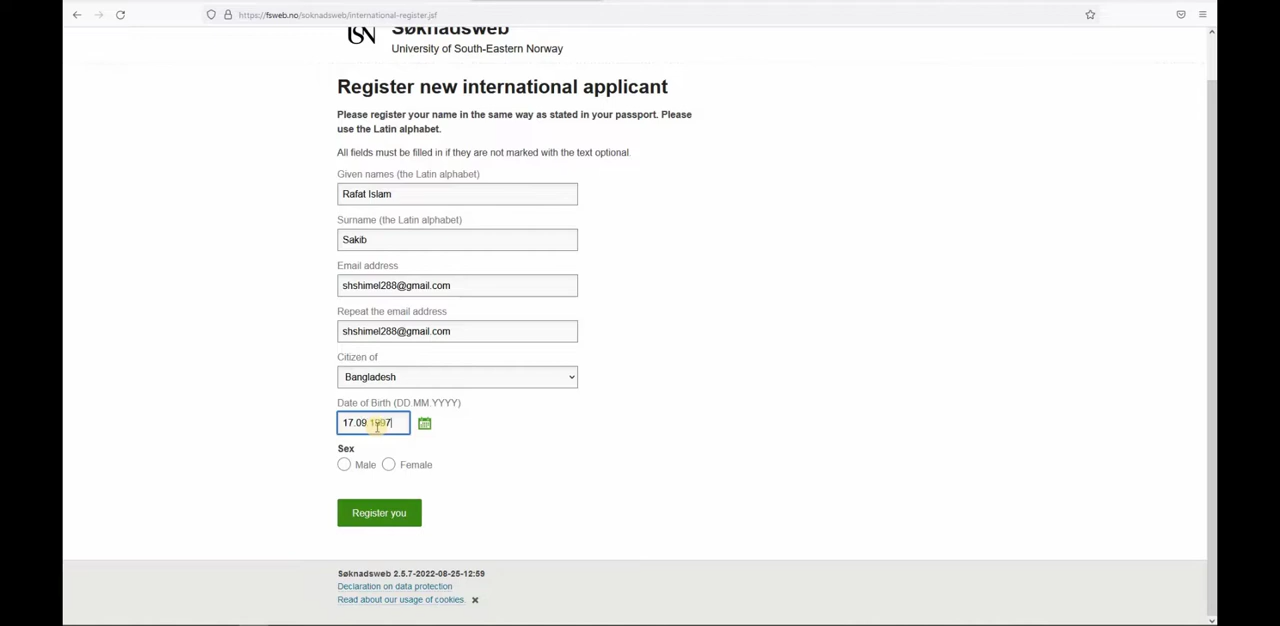 https://fsweb.no/soknadsweb/international-register.jsf
USN
Søknadsweb
University of South-Eastern Norway
Register new international applicant
Please register your name in the same way as stated in your passport. Please
use the Latin alphabet.
All fields must be filled in if they are not marked with the text optional.
Given names (the Latin alphabet)
Rafat Islam
Surname (the Latin alphabet)
Sakib
Email address
shshimel288@gmail.com
Repeat the email address
shshimel288@gmail.com
Citizen of
Bangladesh
Date of Birth (DD.MM.YYYY)
17.09.1997
Sex
Male Female
Register you
Søknadsweb 2.5.7-2022-08-25-12:59
Declaration on data protection
Read about our usage of cookies.